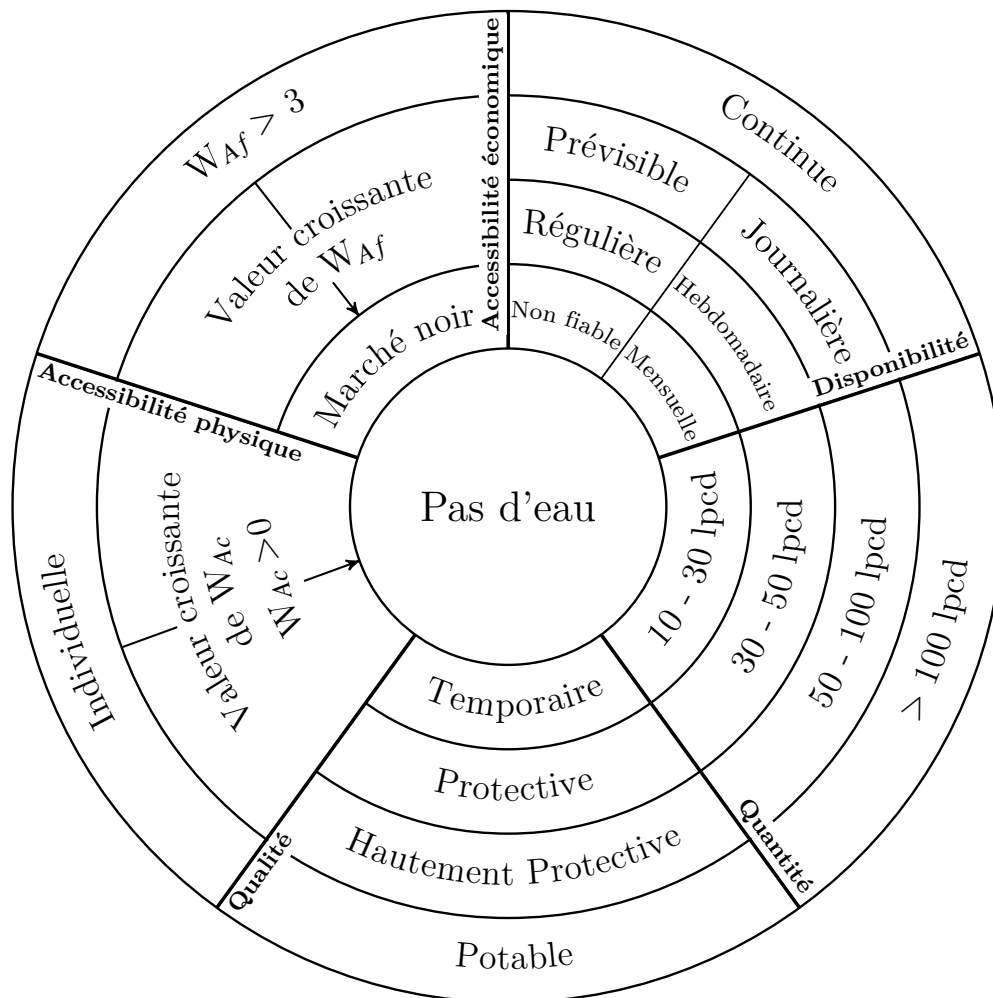 W_Af > 3
Valeur croissante
de W_Af
Marché noir
Accessibilité économique
Continue
Prévisible
Journalière
Régulière
Hebdomadaire
Non fiable
Mensuelle
Disponibilité
Accessibilité physique
Individuelle
Valeur croissante
de W_Ac
W_Ac >0
Pas d'eau
10 - 30 lpcd
30 - 50 lpcd
50 - 100 lpcd
> 100 lpcd
Quantité
Temporaire
Protective
Hautement Protective
Potable
Qualité